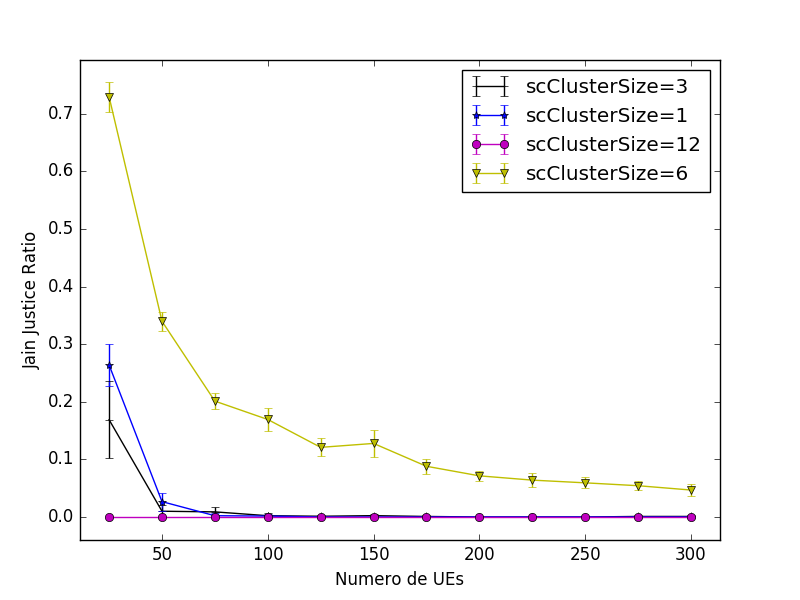 scClusterSize=3
scClusterSize=1
scClusterSize=12
scClusterSize=6
0.7
0.6
0.5
0.4
0.3
0.2
0.1
0.0
Jain Justice Ratio
50 100 150 200 250 300
Numero de UEs